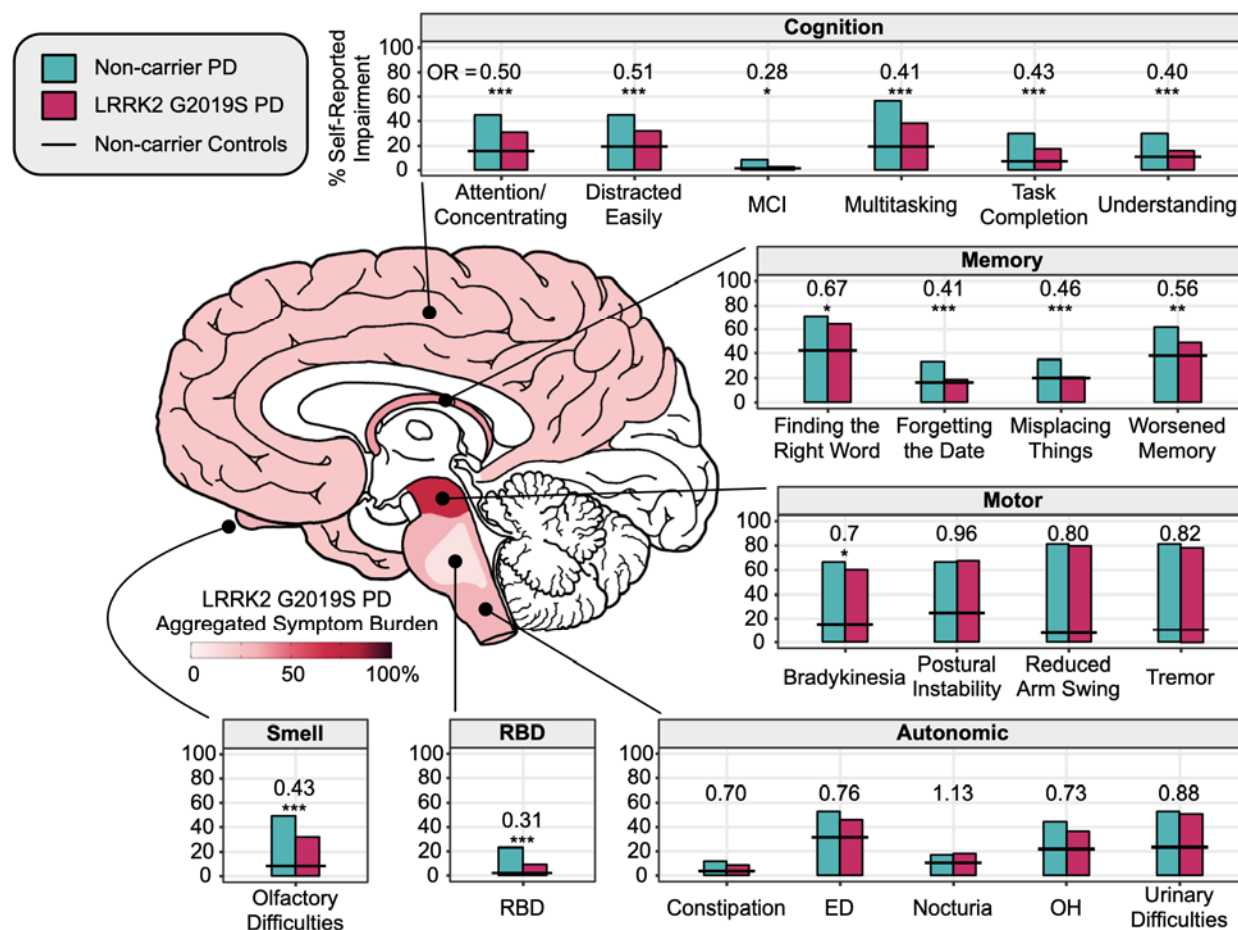 Non-carrier PD
LRRK2 G2019S PD
Non-carrier Controls
Cognition
% Self-Reported
Impairment
100
80
60
40
20
0
OR = 0.50 0.51 0.28 0.41 0.43 0.40
*** *** * *** *** ***
Attention/
Concentrating
Distracted
Easily
MCI
Multitasking
Task
Completion
Understanding
Memory
100
80
60
40
20
0
0.67 0.41 0.46 0.56
* *** *** **
Finding the
Right Word
Forgetting
the Date
Misplacing
Things
Worsened
Memory
Motor
100
80
60
40
20
0
0.7 0.96 0.80 0.82
*
Bradykinesia
Postural
Instability
Reduced
Arm Swing
Tremor
LRRK2 G2019S PD
Aggregated Symptom Burden
0 50 100%
Smell
100
80
60
40
20
0
0.43
***
Olfactory
Difficulties
RBD
100
80
60
40
20
0
0.31
***
RBD
Autonomic
100
80
60
40
20
0
0.70 0.76 1.13 0.73 0.88
Constipation
ED
Nocturia
OH
Urinary
Difficulties